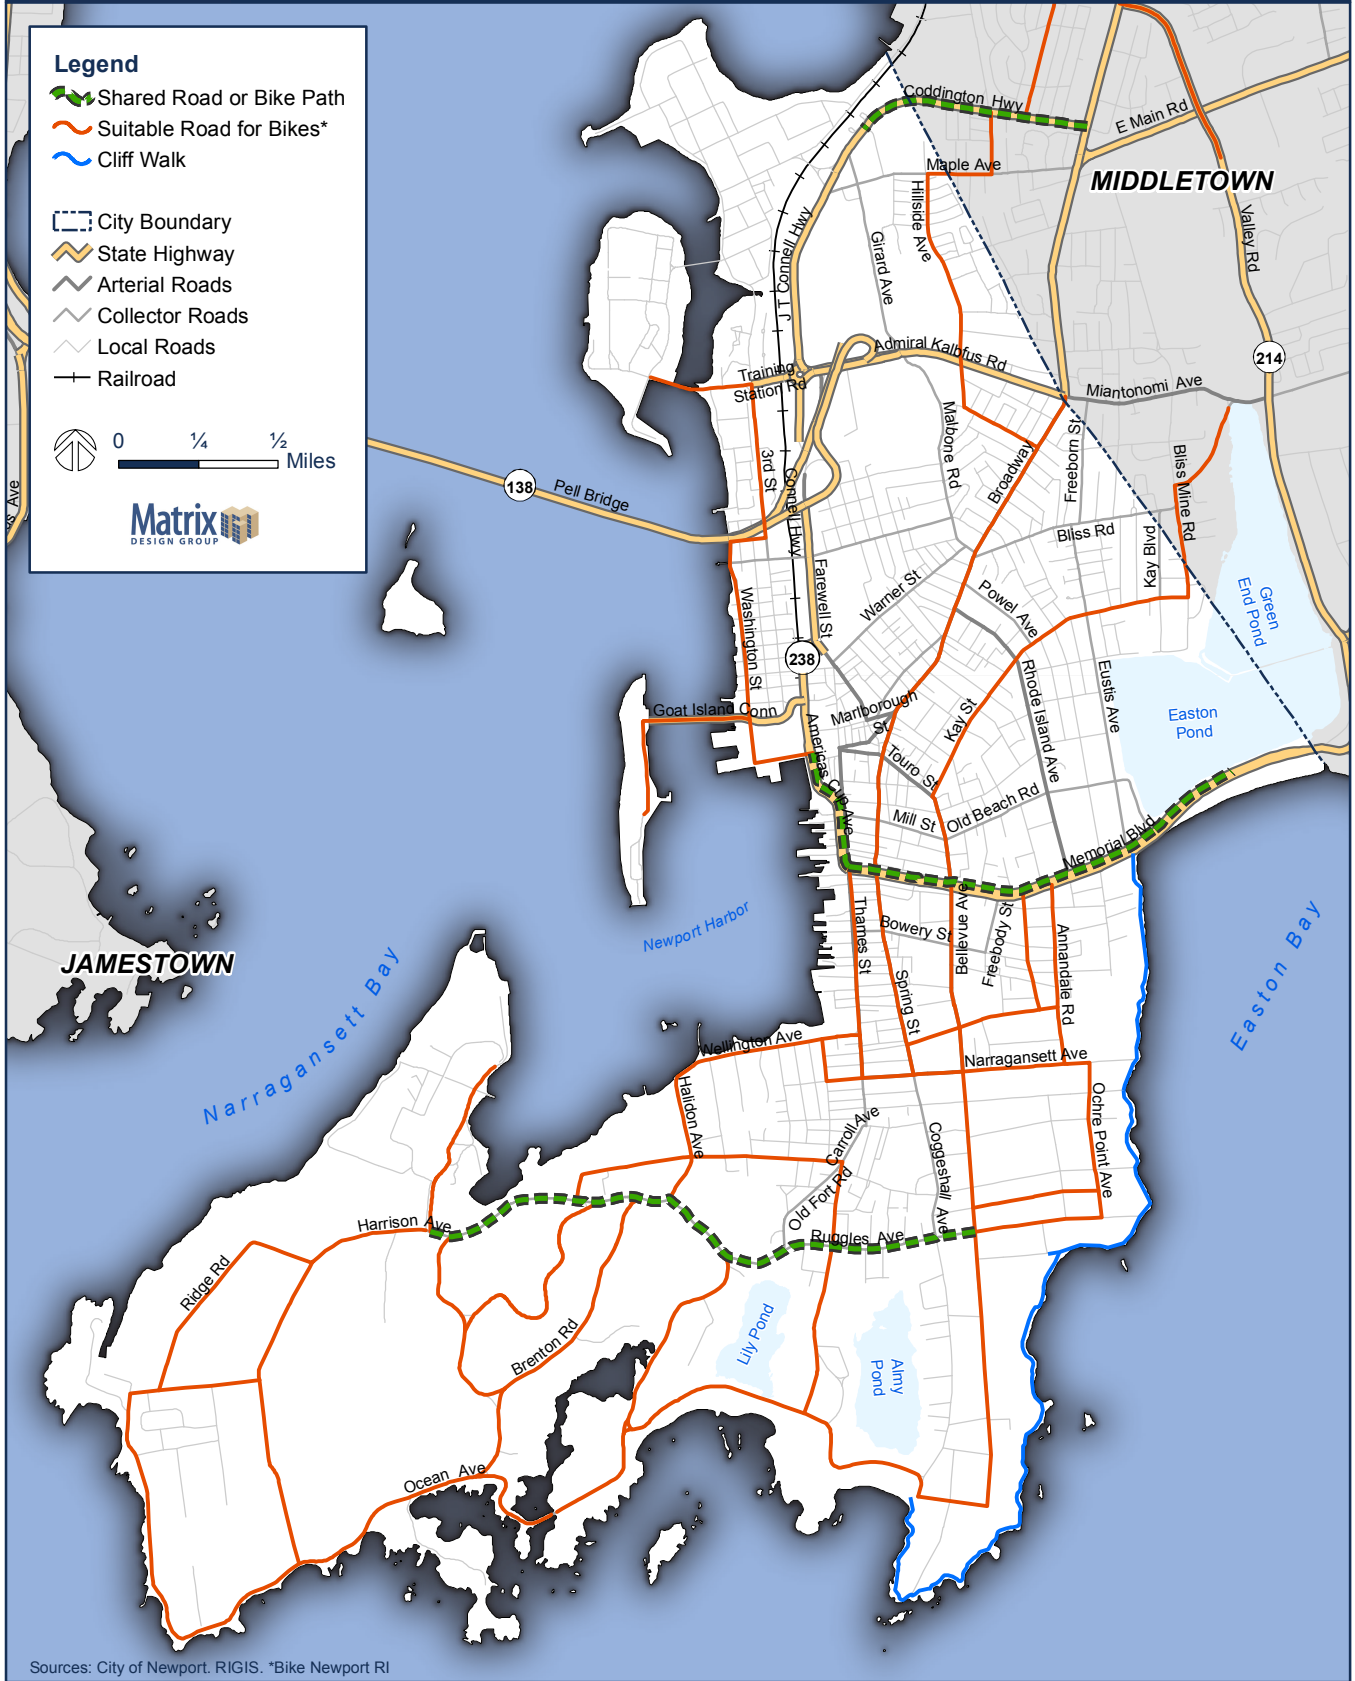 Legend
Shared Road or Bike Path
Suitable Road for Bikes*
Cliff Walk
City Boundary
State Highway
Arterial Roads
Collector Roads
Local Roads
Railroad
0 ¼ ½
Miles
Matrix
DESIGN GROUP
Coddington Hwy
E Main Rd
Maple Ave
MIDDLETOWN
Hillside Ave
Valley Rd
J T Connell Hwy
Girard Ave
Admiral Kalbfus Rd
214
Training
Station Rd
Miantonomi Ave
Malbone Rd
Broadway
Freeborn St
Bliss Mine Rd
3rd St
Connell Hwy
138
Pell Bridge
Bliss Rd
Kay Blvd
Farewell St
Warner St
Powel Ave
Green
End Pond
Washington St
238
Rhode Island Ave
Eustis Ave
Goat Island Conn
Marlborough
St
Kay St
Easton
Pond
Americas Cup Ave
Touro St
Mill St
Old Beach Rd
Memorial Blvd
Newport Harbor
Thames St
Bowery St
Bellevue Ave
Freebody St
Annandale Rd
Easton Bay
JAMESTOWN
Narragansett Bay
Spring St
Wellington Ave
Narragansett Ave
Halidon Ave
Carroll Ave
Coggeshall Ave
Ochre Point Ave
Old Fort Rd
Harrison Ave
Ruggles Ave
Ridge Rd
Brenton Rd
Lily Pond
Almy
Pond
Ocean Ave
Sources: City of Newport. RIGIS. *Bike Newport RI